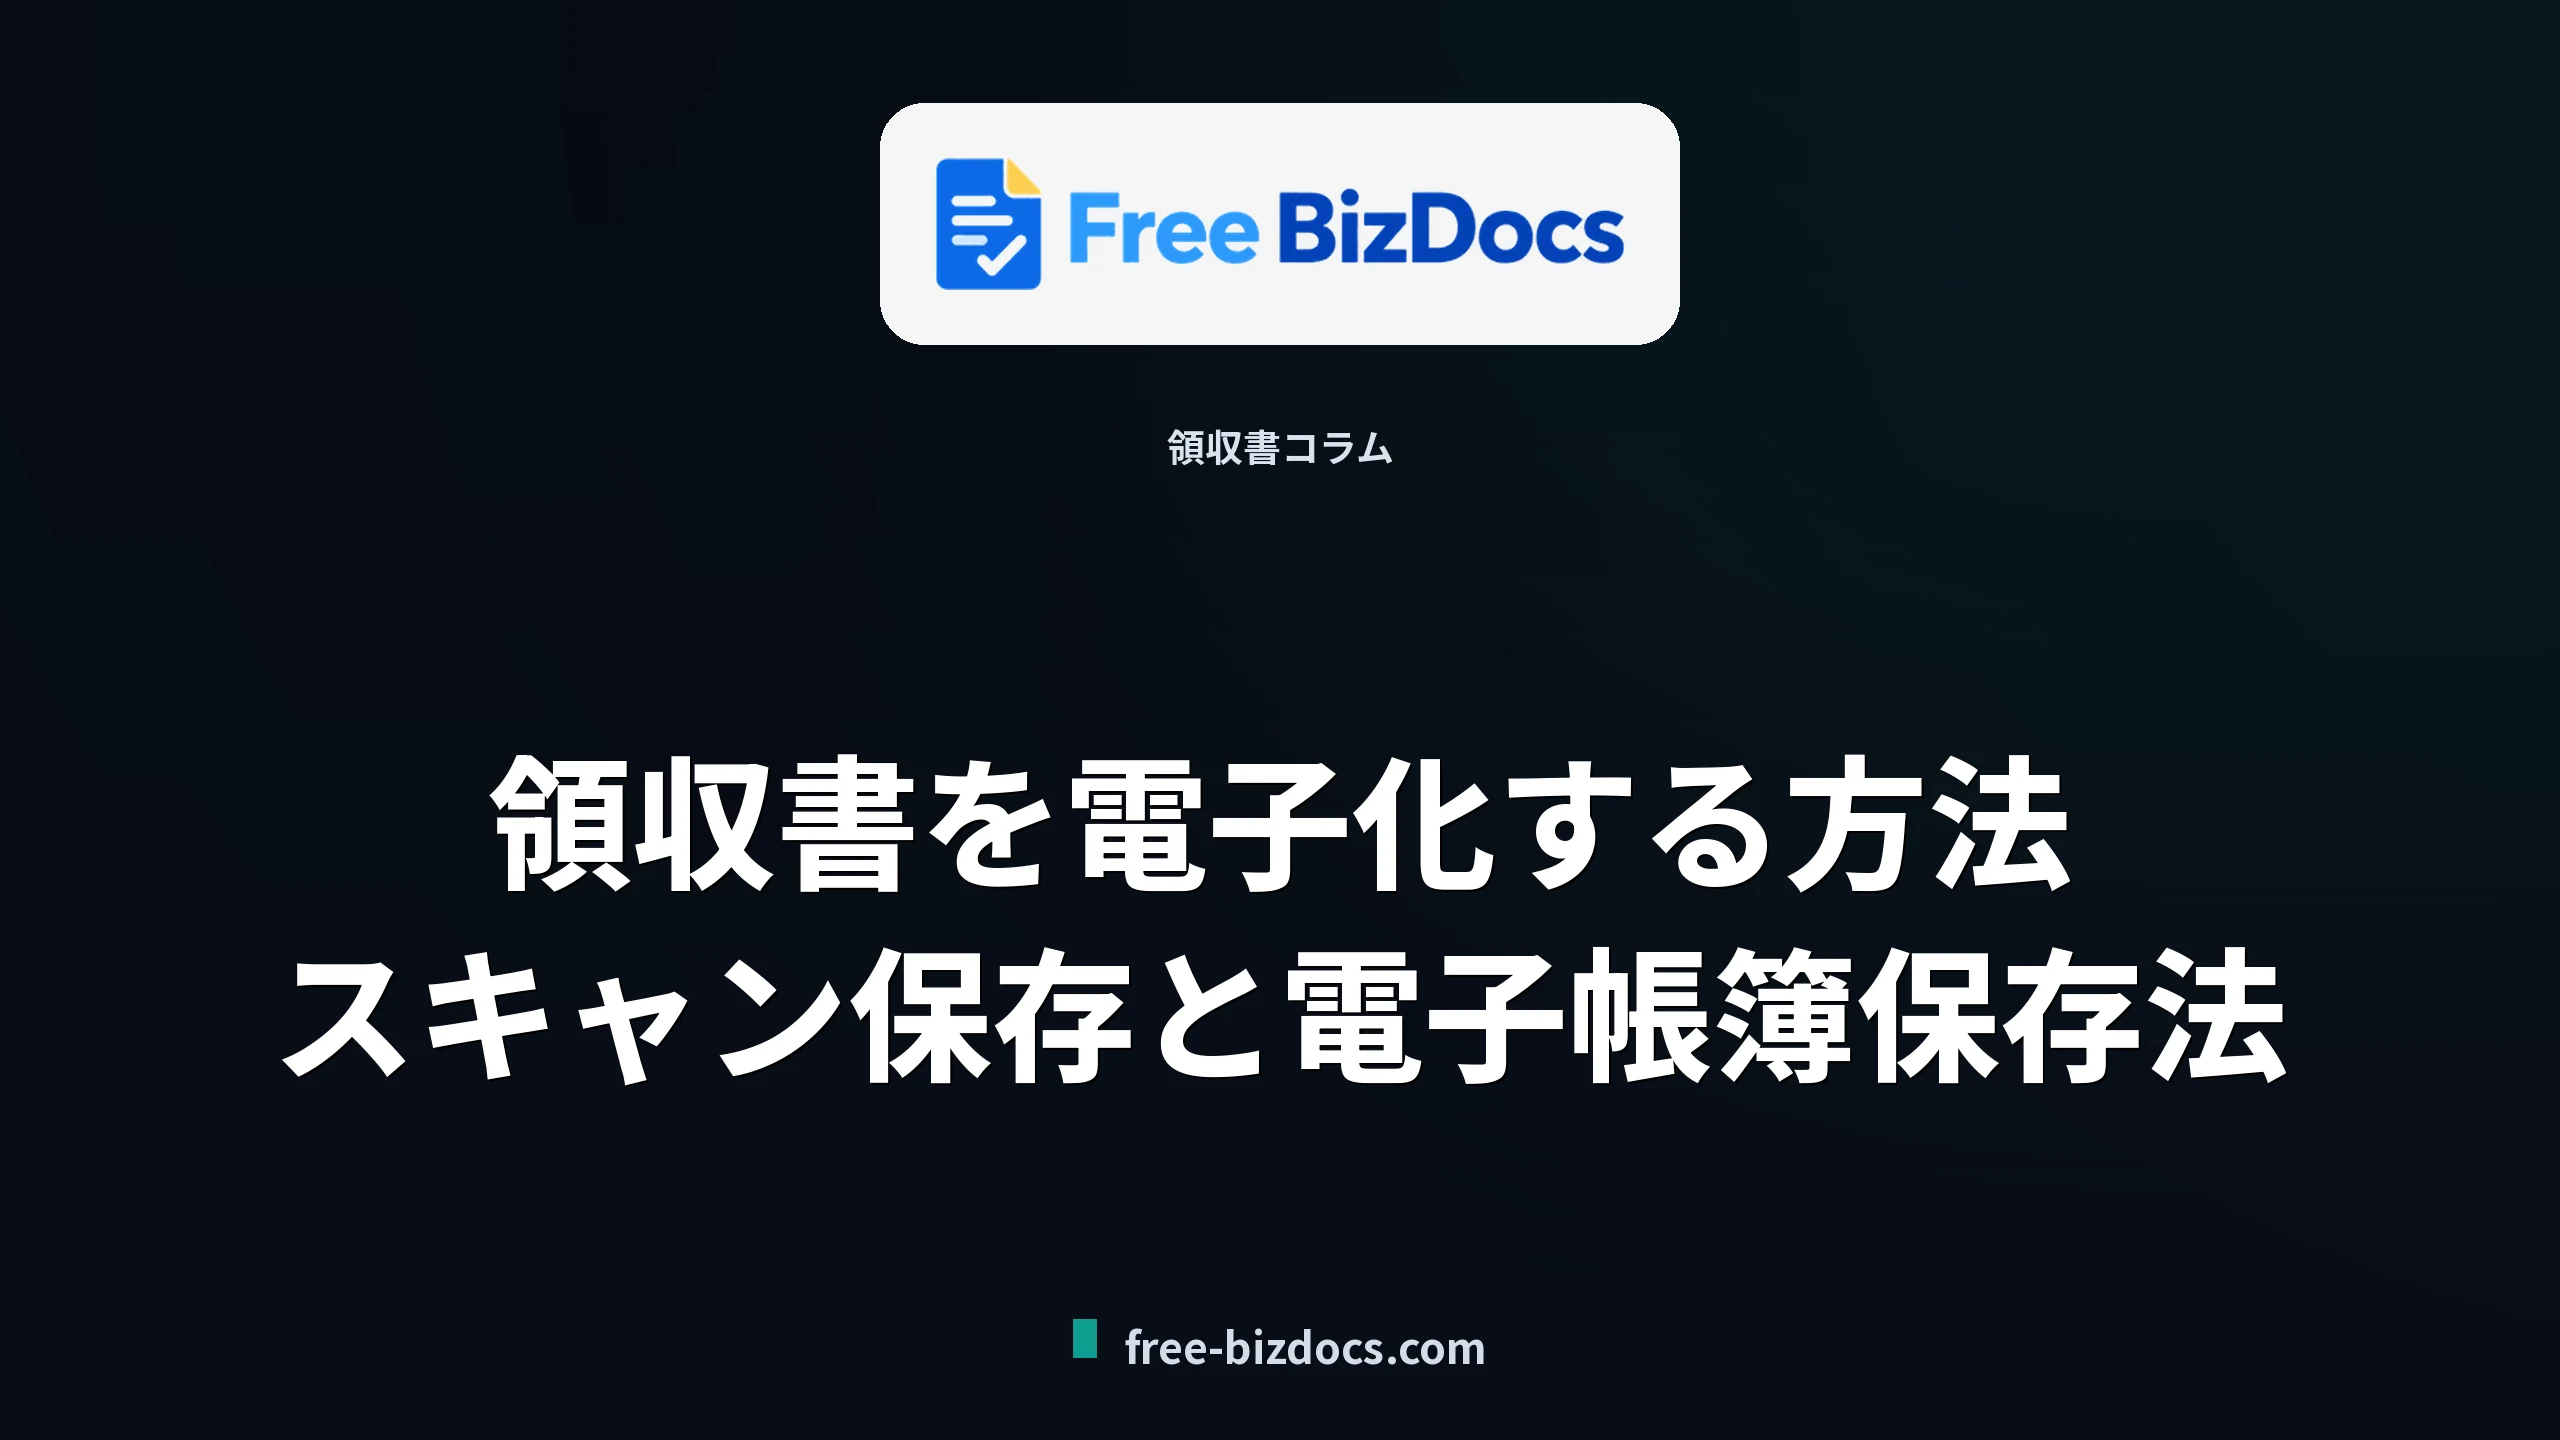 Free BizDocs
領収書コラム
領収書を電子化する方法
スキャン保存と電子帳簿保存法
free-bizdocs.com